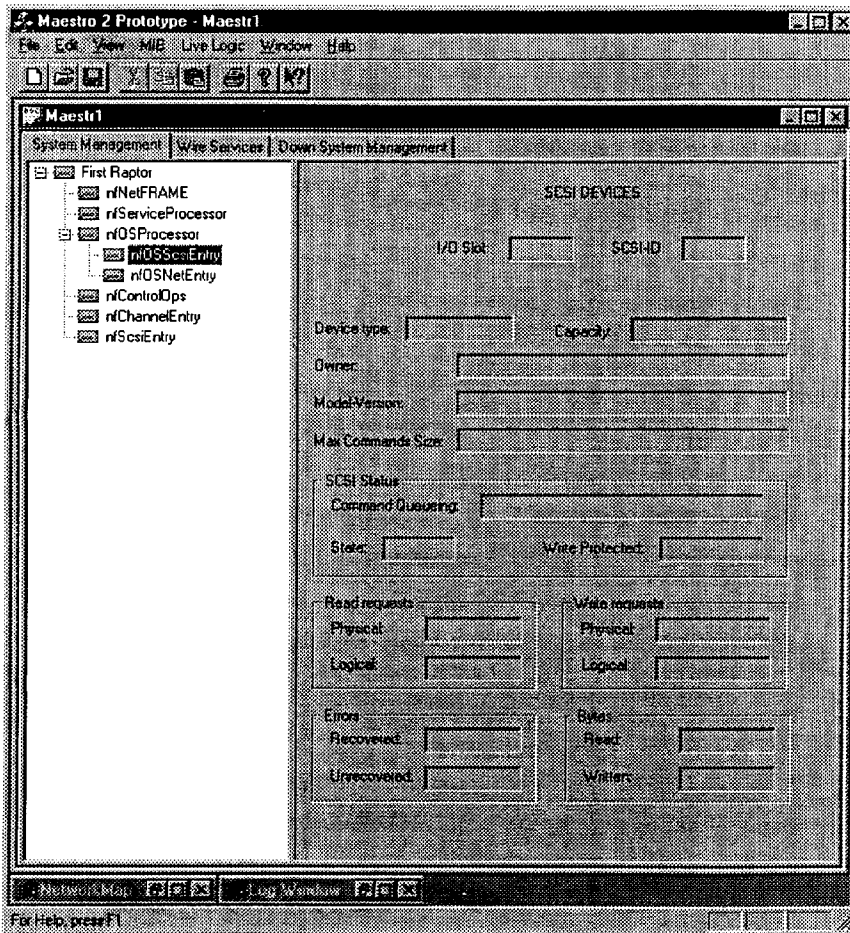 Maestro 2 Prototype - Maestr1
File Edit View MIB Live Logic Window Help
Maestr1
System Management Wire Services Down System Management
First Raptor
nfNetFRAME
nfServiceProcessor
nfOSProcessor
nfOSScsiEntry
nfOSNetEntry
nfControlOps
nfChannelEntry
nfScsiEntry
SCSI DEVICES
I/O Slot: SCSI-ID:
Device type: Capacity:
Owner:
Model-Version:
Max Commands Size:
SCSI Status
Command Queueing:
State: Write Protected:
Read requests Write requests
Physical: Physical:
Logical: Logical:
Errors Bytes
Recovered: Read:
Unrecovered: Written:
Network Map Log Window
For Help, press F1